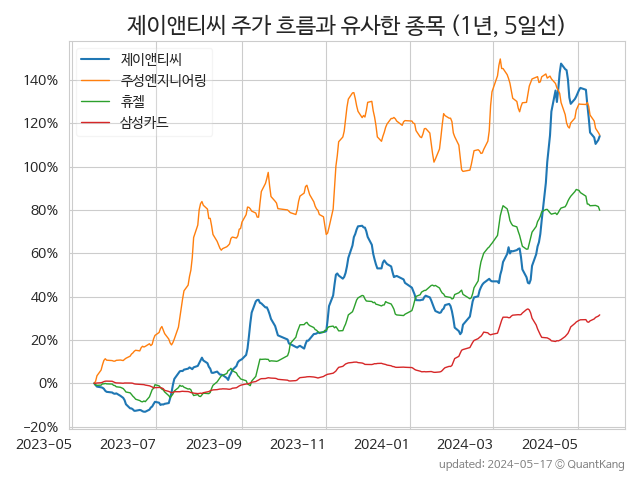 제이앤티씨 주가 흐름과 유사한 종목 (1년, 5일선)
제이앤티씨
주성엔지니어링
휴젤
삼성카드
140%
120%
100%
80%
60%
40%
20%
0%
−20%
2023-05 2023-07 2023-09 2023-11 2024-01 2024-03 2024-05
updated: 2024-05-17 © QuantKang